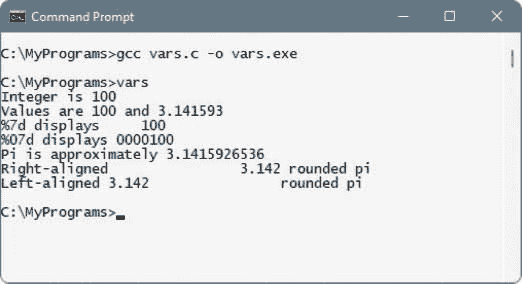 Command Prompt
C:\MyPrograms>gcc vars.c -o vars.exe
C:\MyPrograms>vars
Integer is 100
Values are 100 and 3.141593
%7d displays     100
%07d displays 0000100
Pi is approximately 3.1415926536
Right-aligned                3.142 rounded pi
Left-aligned 3.142                rounded pi
C:\MyPrograms>